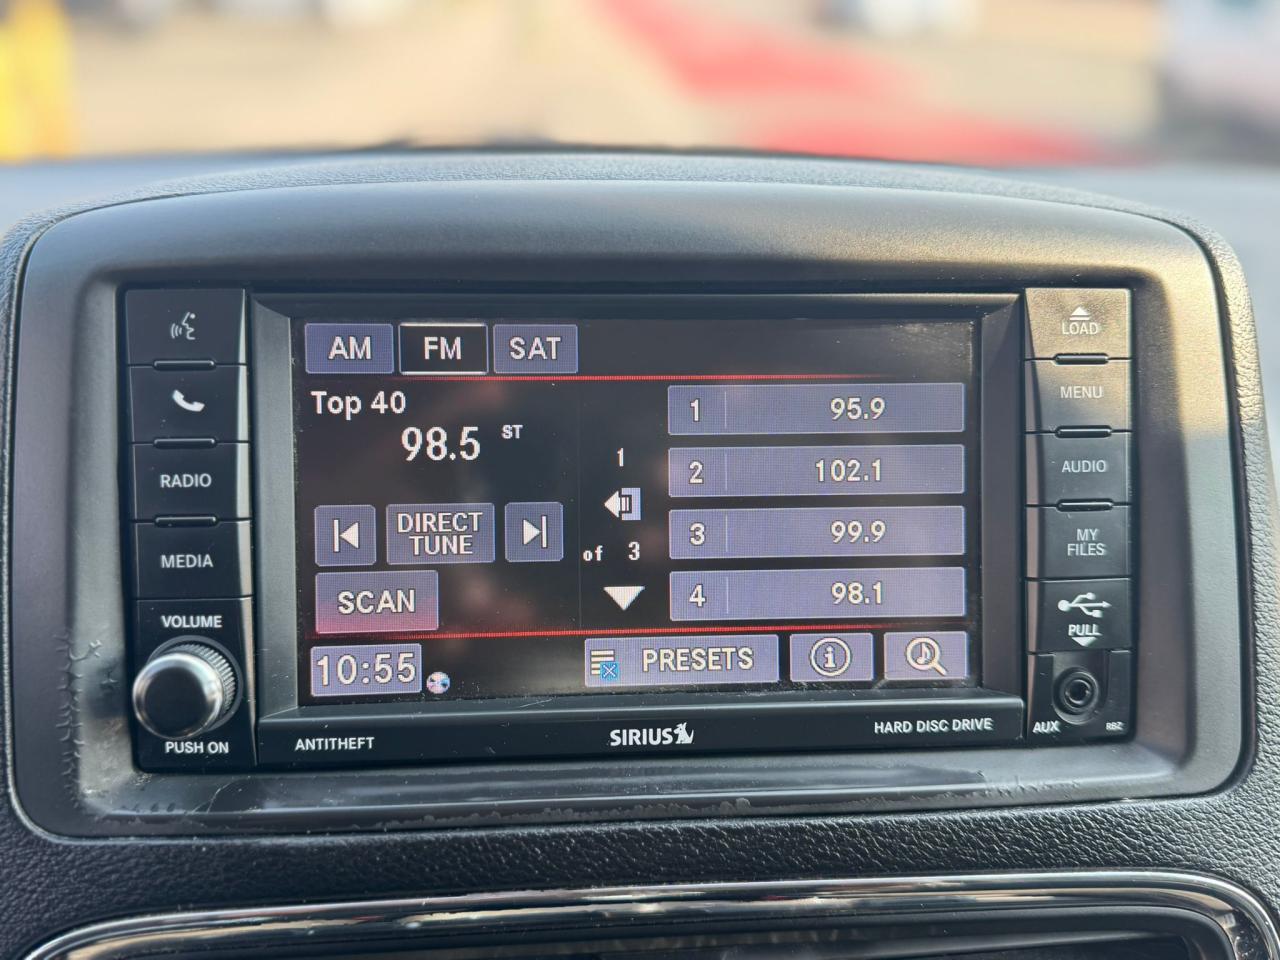 AM FM SAT
Top 40
98.5 ST
DIRECT
TUNE
SCAN
10:55
1
of 3
1 95.9
2 102.1
3 99.9
4 98.1
PRESETS
i
RADIO
MEDIA
VOLUME
PUSH ON
LOAD
MENU
AUDIO
MY
FILES
PULL
AUX
RBZ
ANTITHEFT
SIRIUS
HARD DISC DRIVE